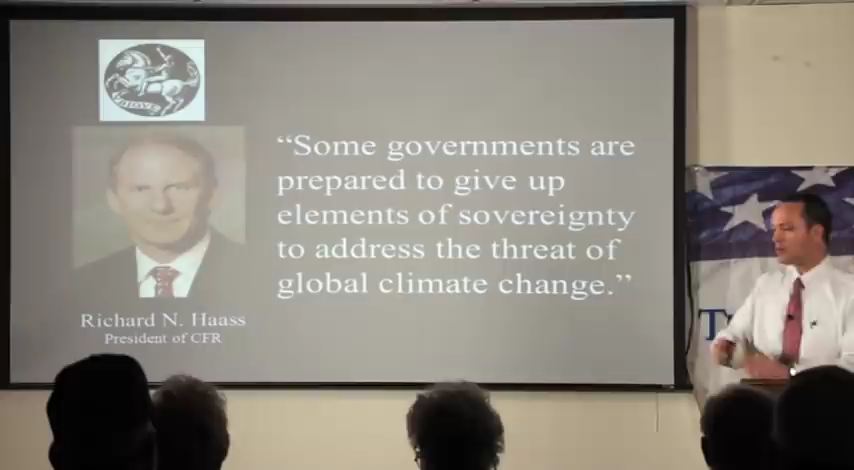 VBIQVE
“Some governments are
prepared to give up
elements of sovereignty
to address the threat of
global climate change.”
Richard N. Haass
President of CFR
T